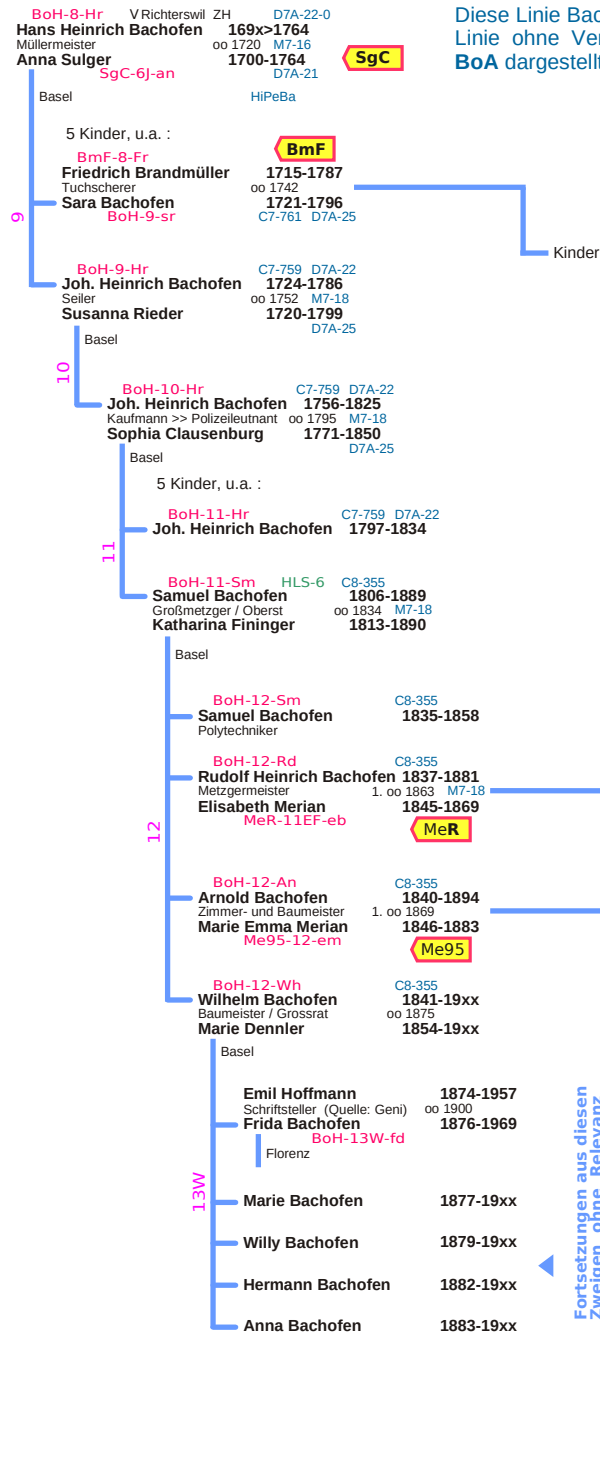 BoH-8-Hr V Richterswil ZH D7A-22-0
Hans Heinrich Bachofen 169x>1764
Müllermeister oo 1720 M7-16
Anna Sulger 1700-1764
SgC-6J-an D7A-21
SgC
Diese Linie Bac
Linie ohne Ver
BoA dargestellt
Basel HiPeBa
5 Kinder, u.a. :
BmF
BmF-8-Fr
Friedrich Brandmüller 1715-1787
Tuchscherer oo 1742
Sara Bachofen 1721-1796
BoH-9-sr C7-761 D7A-25
9
Kinder
BoH-9-Hr C7-759 D7A-22
Joh. Heinrich Bachofen 1724-1786
Seiler oo 1752 M7-18
Susanna Rieder 1720-1799
D7A-25
Basel
10
BoH-10-Hr C7-759 D7A-22
Joh. Heinrich Bachofen 1756-1825
Kaufmann >> Polizeileutnant oo 1795 M7-18
Sophia Clausenburg 1771-1850
D7A-25
Basel
5 Kinder, u.a. :
BoH-11-Hr C7-759 D7A-22
Joh. Heinrich Bachofen 1797-1834
11
BoH-11-Sm HLS-6 C8-355
Samuel Bachofen 1806-1889
Großmetzger / Oberst oo 1834 M7-18
Katharina Fininger 1813-1890
Basel
BoH-12-Sm C8-355
Samuel Bachofen 1835-1858
Polytechniker
BoH-12-Rd C8-355
Rudolf Heinrich Bachofen 1837-1881
Metzgermeister 1. oo 1863 M7-18
Elisabeth Merian 1845-1869
MeR-11EF-eb
MeR
12
BoH-12-An C8-355
Arnold Bachofen 1840-1894
Zimmer- und Baumeister 1. oo 1869
Marie Emma Merian 1846-1883
Me95-12-em
Me95
BoH-12-Wh C8-355
Wilhelm Bachofen 1841-19xx
Baumeister / Grossrat oo 1875
Marie Dennler 1854-19xx
Basel
Emil Hoffmann 1874-1957
Schriftsteller (Quelle: Geni) oo 1900
Frida Bachofen 1876-1969
BoH-13W-fd
Florenz
13W
Marie Bachofen 1877-19xx
Willy Bachofen 1879-19xx
Hermann Bachofen 1882-19xx
Anna Bachofen 1883-19xx
Fortsetzungen aus diesen
Zweigen ohne Relevanz